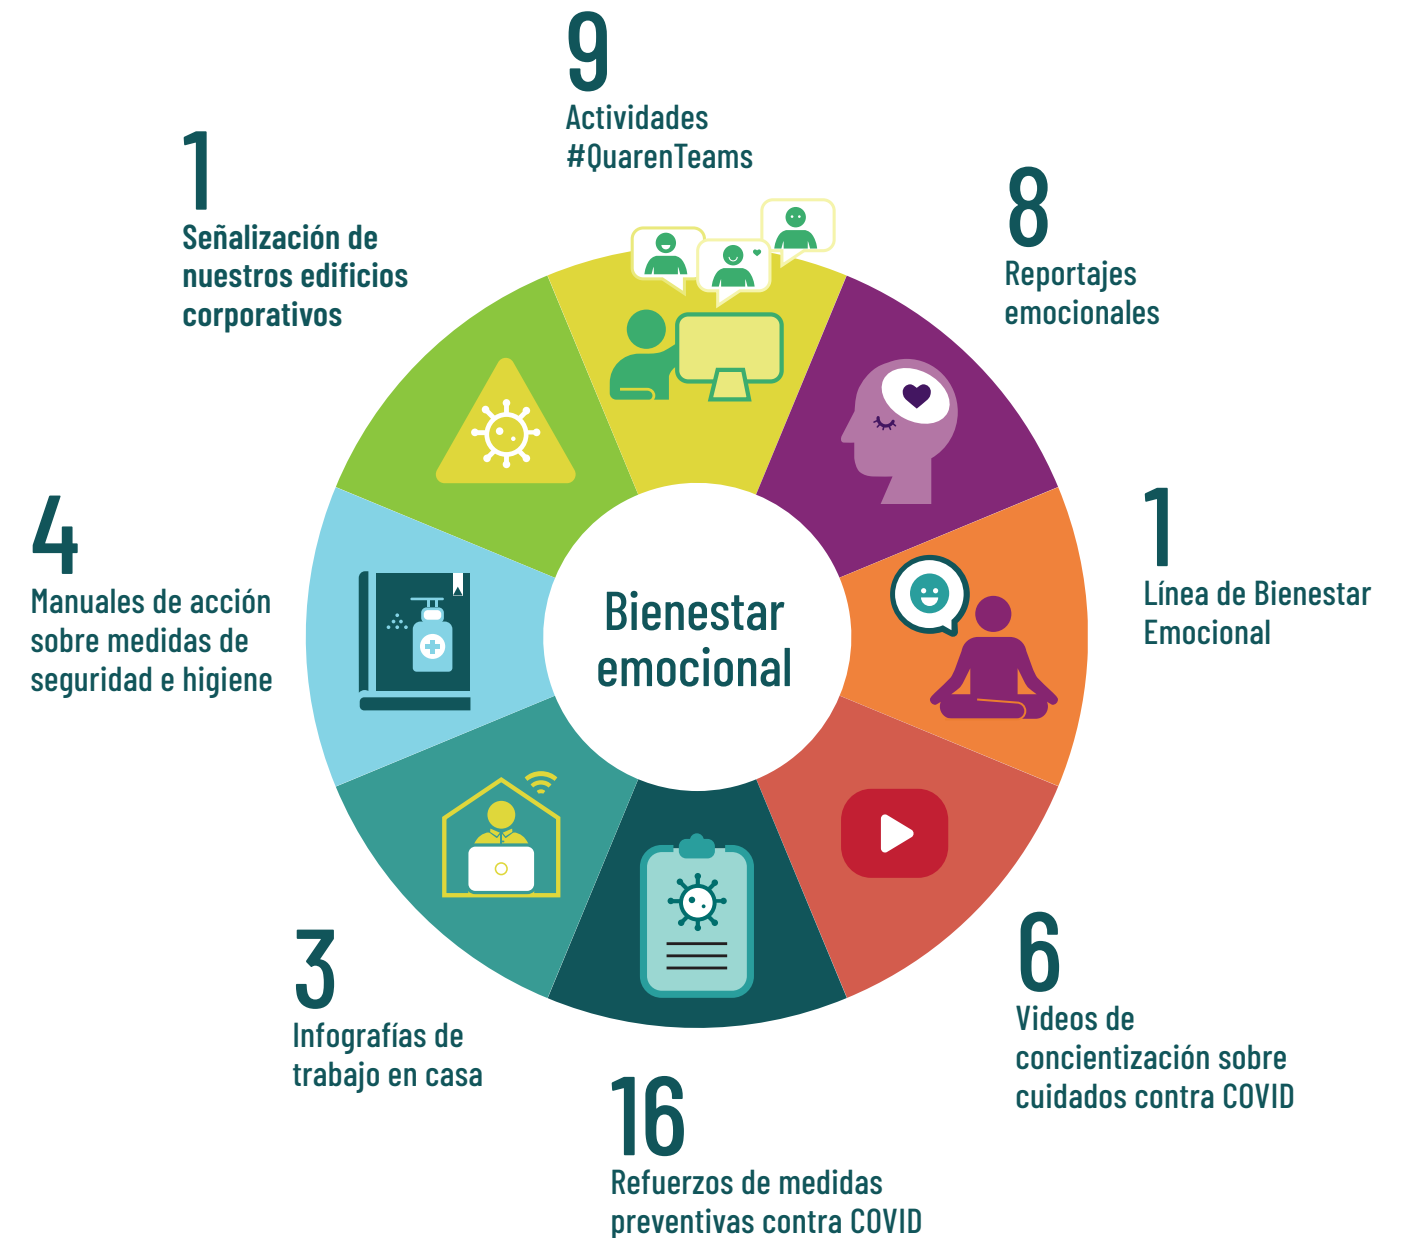 9
Actividades
#QuarenTeams
8
Reportajes
emocionales
1
Línea de Bienestar
Emocional
6
Videos de
concientización sobre
cuidados contra COVID
16
Refuerzos de medidas
preventivas contra COVID
3
Infografías de
trabajo en casa
4
Manuales de acción
sobre medidas de
seguridad e higiene
1
Señalización de
nuestros edificios
corporativos
Bienestar
emocional